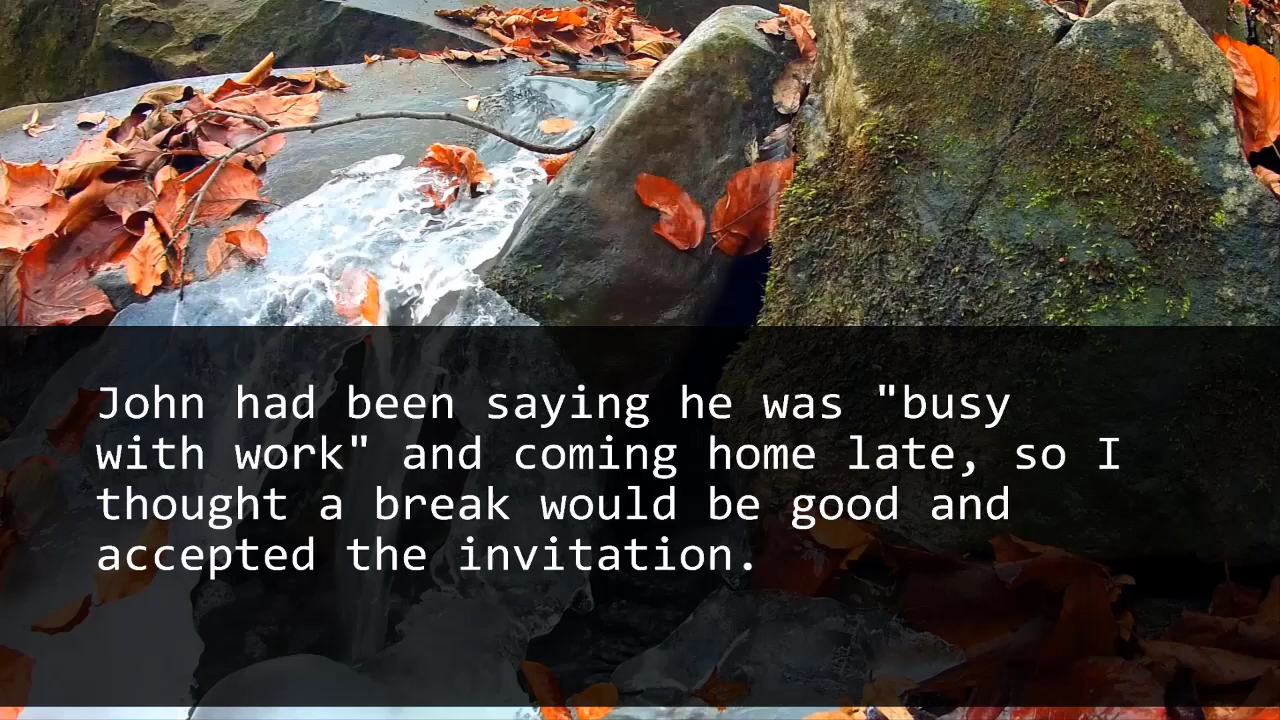 John had been saying he was "busy
with work" and coming home late, so I
thought a break would be good and
accepted the invitation.